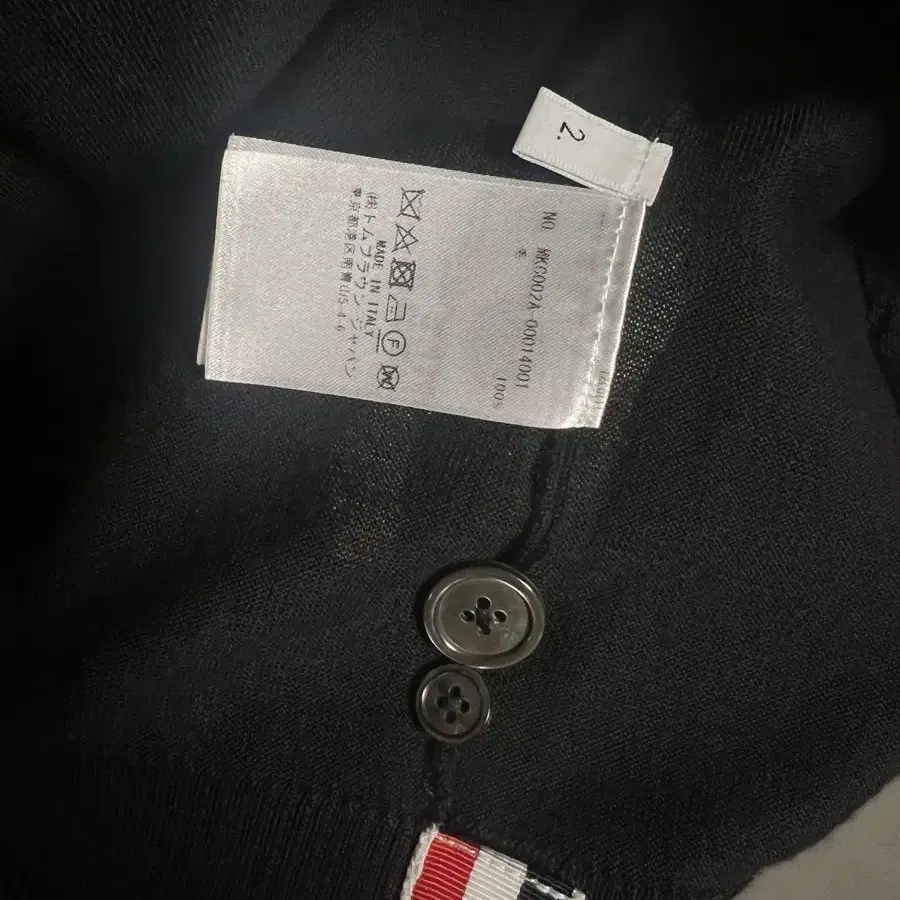 2.
NO. MKC002A-00014001
毛 100%
MADE IN ITALY
(株)トムブラウン ジャパン
東京都港区南青山5-4-6